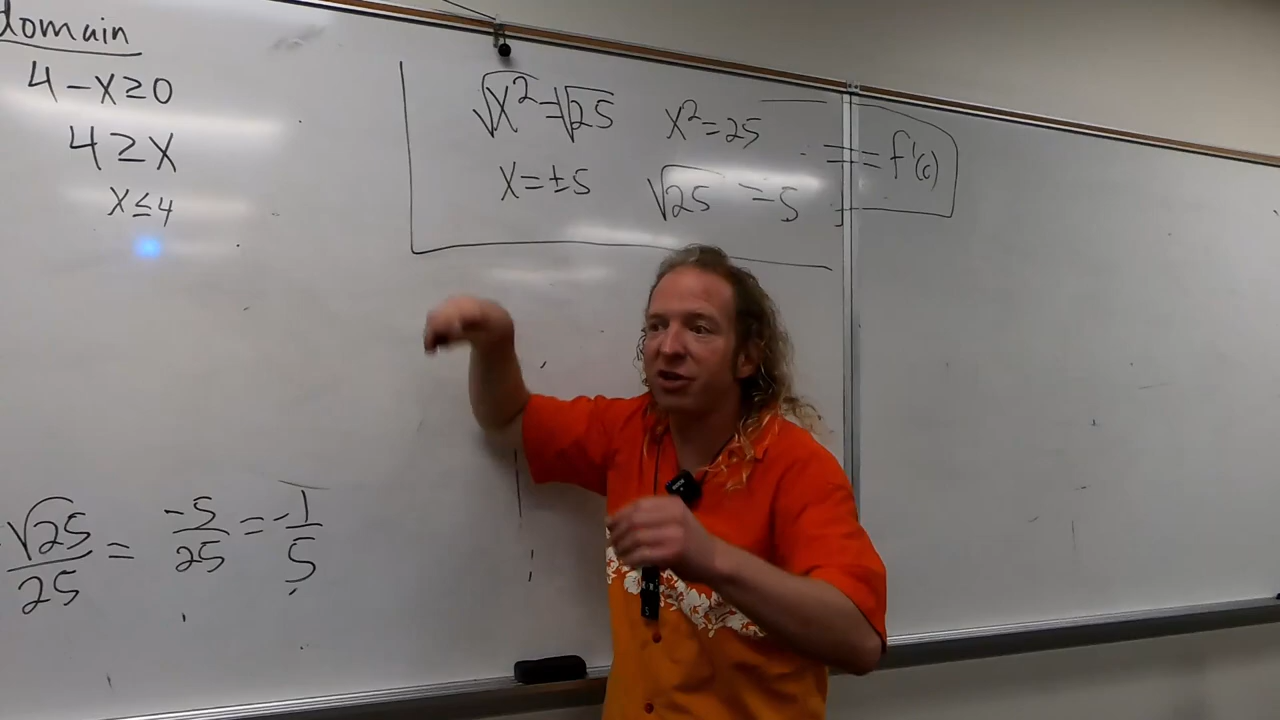 domain
4-x≥0
4≥x
x≤4
√x²=√25
x=±5
x²=25
√25 = 5
= f'(c)
-√25/25 = -5/25 = -1/5